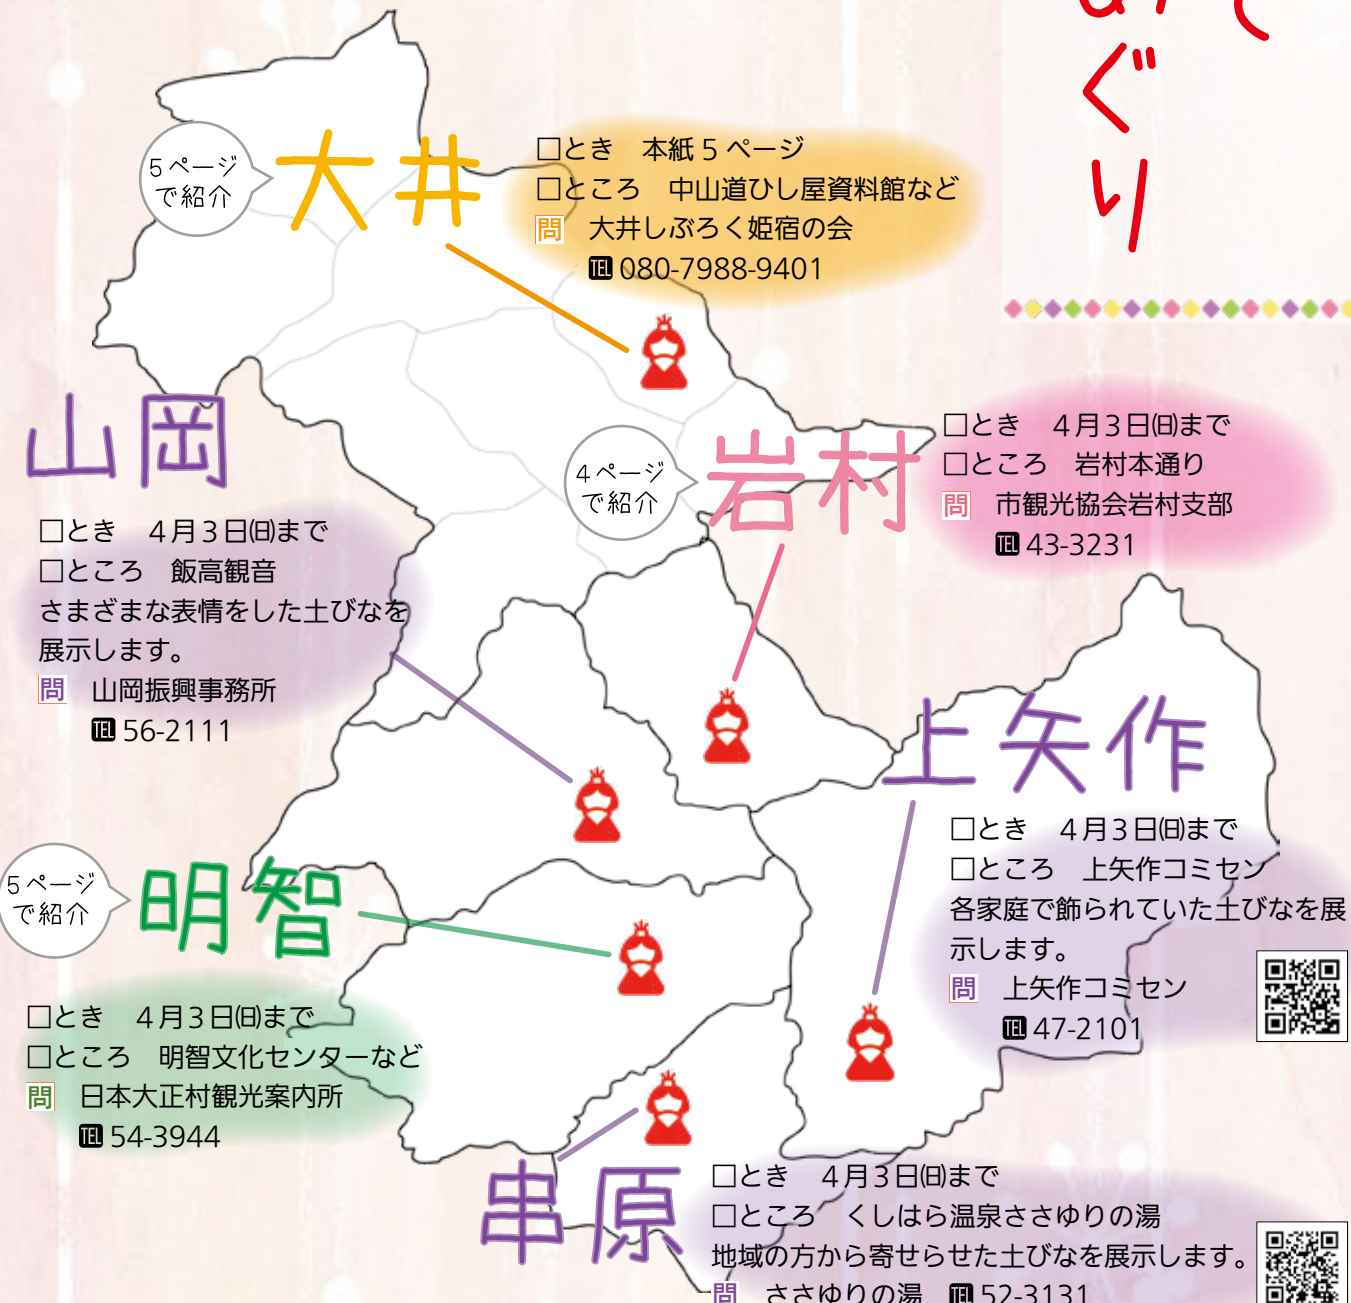 ぐり
5ページ
で紹介
大井
□とき　本紙5ページ
□ところ　中山道ひし屋資料館など
問　大井しぶろく姫宿の会
TEL 080-7988-9401
山岡
□とき　4月3日㈰まで
□ところ　飯高観音
さまざまな表情をした土びなを
展示します。
問　山岡振興事務所
TEL 56-2111
4ページ
で紹介
岩村
□とき　4月3日㈰まで
□ところ　岩村本通り
問　市観光協会岩村支部
TEL 43-3231
上矢作
□とき　4月3日㈰まで
□ところ　上矢作コミセン
各家庭で飾られていた土びなを展
示します。
問　上矢作コミセン
TEL 47-2101
5ページ
で紹介
明智
□とき　4月3日㈰まで
□ところ　明智文化センターなど
問　日本大正村観光案内所
TEL 54-3944
串原
□とき　4月3日㈰まで
□ところ　くしはら温泉ささゆりの湯
地域の方から寄せらせた土びなを展示します。
問　ささゆりの湯　TEL 52-3131